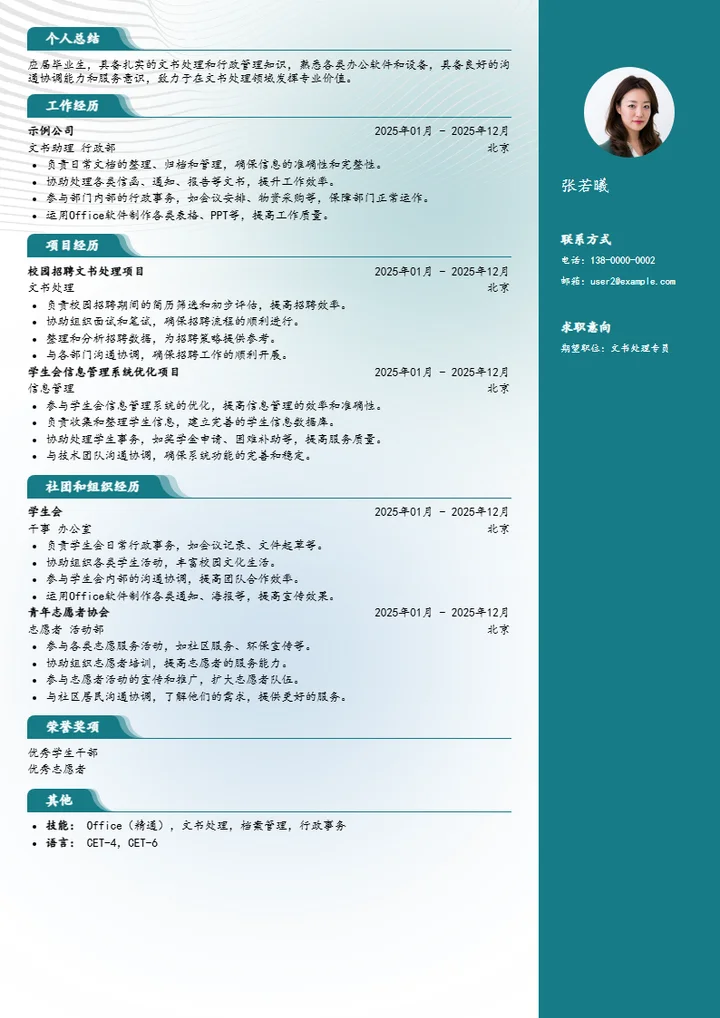 个人总结
应届毕业生，具备扎实的文书处理和行政管理知识，熟悉各类办公软件和设备，具备良好的沟
通协调能力和服务意识，致力于在文书处理领域发挥专业价值。
工作经历
示例公司 2025年01月 - 2025年12月
文书助理 行政部 北京
• 负责日常文档的整理、归档和管理，确保信息的准确性和完整性。
• 协助处理各类信函、通知、报告等文书，提升工作效率。
• 参与部门内部的行政事务，如会议安排、物资采购等，保障部门正常运作。
• 运用Office软件制作各类表格、PPT等，提高工作质量。
项目经历
校园招聘文书处理项目 2025年01月 - 2025年12月
文书处理 北京
• 负责校园招聘期间的简历筛选和初步评估，提高招聘效率。
• 协助组织面试和笔试，确保招聘流程的顺利进行。
• 整理和分析招聘数据，为招聘策略提供参考。
• 与各部门沟通协调，确保招聘工作的顺利开展。
学生会信息管理系统优化项目 2025年01月 - 2025年12月
信息管理 北京
• 参与学生会信息管理系统的优化，提高信息管理的效率和准确性。
• 负责收集和整理学生信息，建立完善的学生信息数据库。
• 协助处理学生事务，如奖学金申请、困难补助等，提高服务质量。
• 与技术团队沟通协调，确保系统功能的完善和稳定。
社团和组织经历
学生会 2025年01月 - 2025年12月
干事 办公室 北京
• 负责学生会日常行政事务，如会议记录、文件起草等。
• 协助组织各类学生活动，丰富校园文化生活。
• 参与学生会内部的沟通协调，提高团队合作效率。
• 运用Office软件制作各类通知、海报等，提高宣传效果。
青年志愿者协会 2025年01月 - 2025年12月
志愿者 活动部 北京
• 参与各类志愿服务活动，如社区服务、环保宣传等。
• 协助组织志愿者培训，提高志愿者的服务能力。
• 参与志愿者活动的宣传和推广，扩大志愿者队伍。
• 与社区居民沟通协调，了解他们的需求，提供更好的服务。
荣誉奖项
优秀学生干部
优秀志愿者
其他
• 技能： Office（精通），文书处理，档案管理，行政事务
• 语言： CET-4，CET-6
张若曦
联系方式
电话：138-0000-0002
邮箱：user2@example.com
求职意向
期望职位：文书处理专员